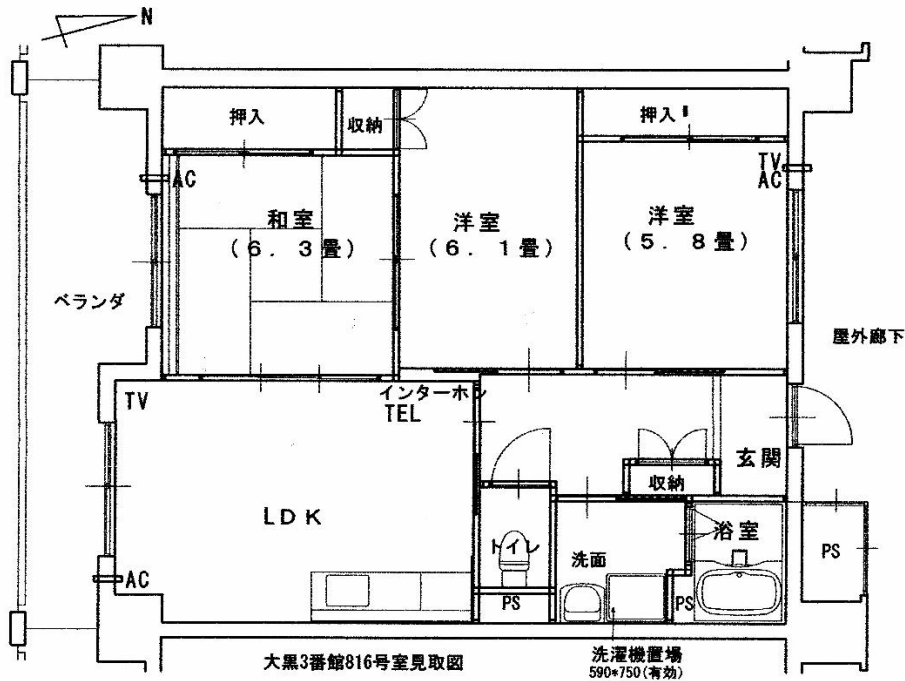 N
押入
収納
押入
AC
TV
AC
和室
(6.3畳)
洋室
(6.1畳)
洋室
(5.8畳)
ベランダ
屋外廊下
TV
インターホン
TEL
玄関
収納
LDK
トイレ
洗面
浴室
PS
AC
PS
PS
大黒3番館816号室見取図
洗濯機置場
590*750(有効)